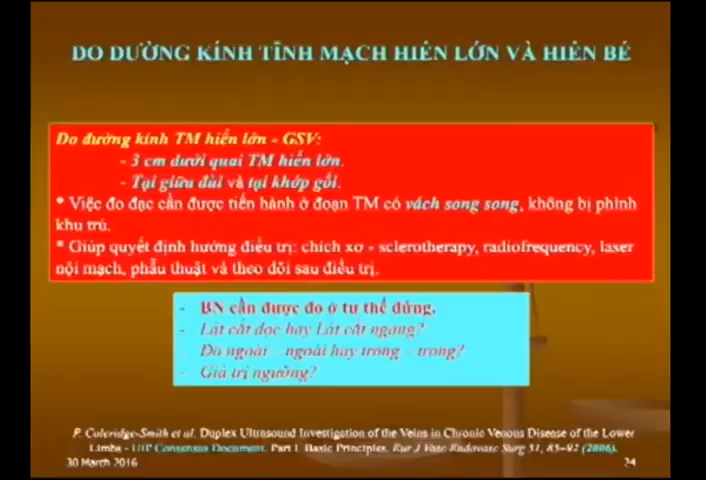 ĐO ĐƯỜNG KÍNH TĨNH MẠCH HIỂN LỚN VÀ HIỂN BÉ
Đo đường kính TM hiển lớn - GSV:
- 3 cm dưới quai TM hiển lớn.
- Tại giữa đùi và tại khớp gối.
* Việc đo đạc cần được tiến hành ở đoạn TM có vách song song, không bị phình
khu trú.
* Giúp quyết định hướng điều trị: chích xơ - sclerotherapy, radiofrequency, laser
nội mạch, phẫu thuật và theo dõi sau điều trị.
- BN cần được đo ở tư thế đứng.
- Lát cắt dọc hay Lát cắt ngang?
- Đo ngoài – ngoài hay trong – trong?
- Giá trị ngưỡng?
P. Coleridge-Smith et al. Duplex Ultrasound Investigation of the Veins in Chronic Venous Disease of the Lower
Limbs - UIP Consensus Document. Part I. Basic Principles. Eur J Vasc Endovasc Surg 31, 83–92 (2006).
30 March 2016
24